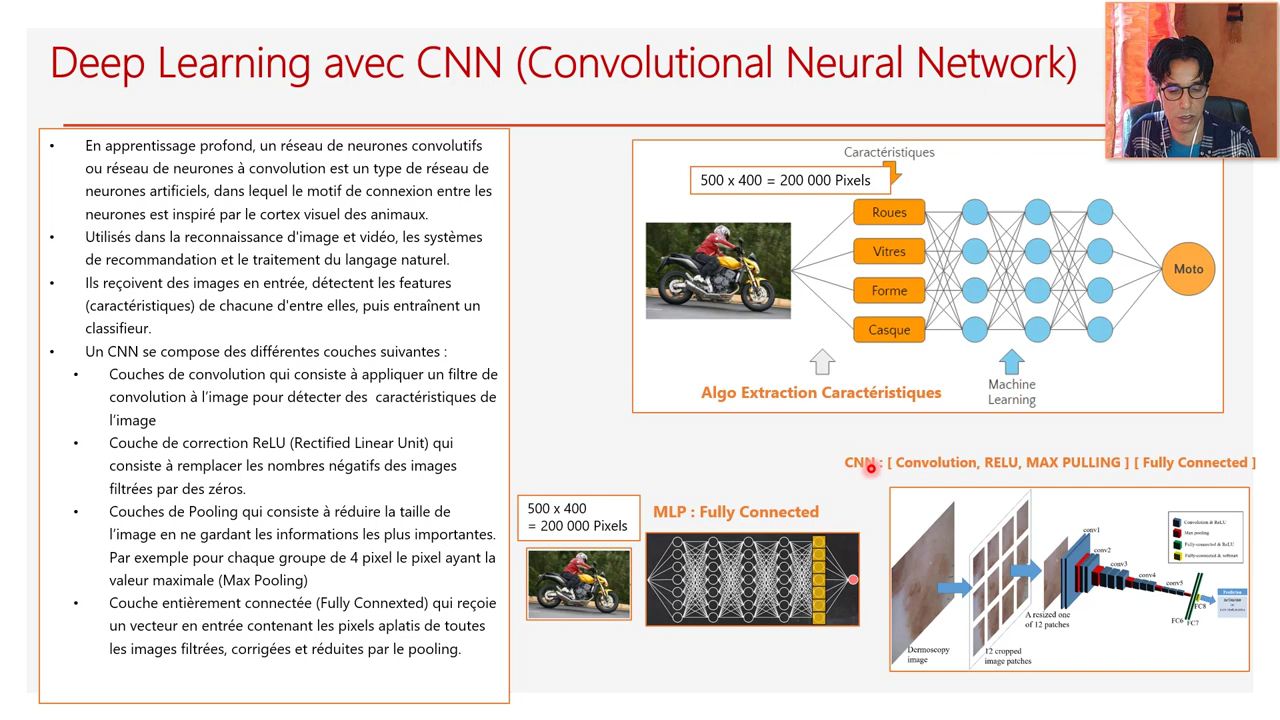 Deep Learning avec CNN (Convolutional Neural Network)
• En apprentissage profond, un réseau de neurones convolutifs
ou réseau de neurones à convolution est un type de réseau de
neurones artificiels, dans lequel le motif de connexion entre les
neurones est inspiré par le cortex visuel des animaux.
• Utilisés dans la reconnaissance d'image et vidéo, les systèmes
de recommandation et le traitement du langage naturel.
• Ils reçoivent des images en entrée, détectent les features
(caractéristiques) de chacune d'entre elles, puis entraînent un
classifieur.
• Un CNN se compose des différentes couches suivantes :
• Couches de convolution qui consiste à appliquer un filtre de
convolution à l'image pour détecter des caractéristiques de
l'image
• Couche de correction ReLU (Rectified Linear Unit) qui
consiste à remplacer les nombres négatifs des images
filtrées par des zéros.
• Couches de Pooling qui consiste à réduire la taille de
l'image en ne gardant les informations les plus importantes.
Par exemple pour chaque groupe de 4 pixel le pixel ayant la
valeur maximale (Max Pooling)
• Couche entièrement connectée (Fully Connexted) qui reçoie
un vecteur en entrée contenant les pixels aplatis de toutes
les images filtrées, corrigées et réduites par le pooling.
Caractéristiques
500 x 400 = 200 000 Pixels
Roues
Vitres
Forme
Casque
Moto
Algo Extraction Caractéristiques
Machine
Learning
500 x 400
= 200 000 Pixels
MLP : Fully Connected
CNN : [ Convolution, RELU, MAX PULLING ] [ Fully Connected ]
Convolution & ReLU
Max pooling
Fully-connected & ReLU
Fully-connected & softmax
conv1
conv2
conv3
conv4
conv5
FC6
FC7
FC8
Prediction
A resized one
of 12 patches
Dermoscopy
image
12 cropped
image patches